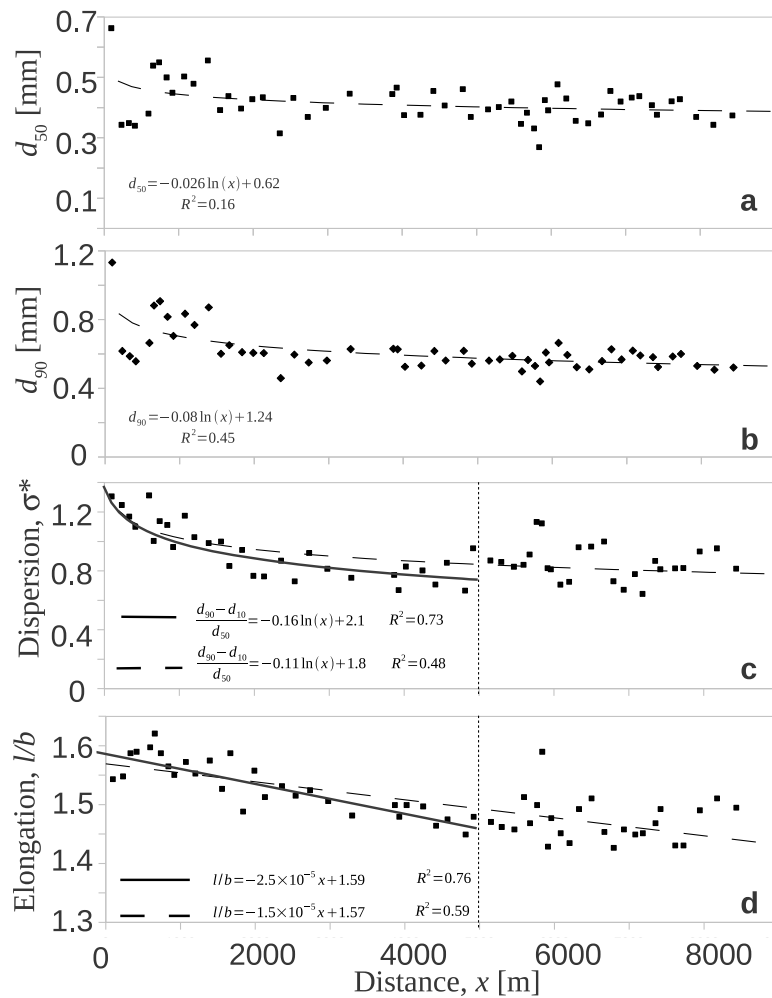 0.7
0.5
0.3
0.1
d50 [mm]
d50=−0.026 ln(x)+0.62
R²=0.16
a
1.2
0.8
0.4
0
d90 [mm]
d90=−0.08 ln(x)+1.24
R²=0.45
b
1.2
0.8
0.4
0
Dispersion, σ*
d90−d10
d50
=−0.16 ln(x)+2.1
R²=0.73
d90−d10
d50
=−0.11 ln(x)+1.8
R²=0.48
c
1.6
1.5
1.4
1.3
Elongation, l/b
l/b=−2.5×10⁻⁵ x+1.59
R²=0.76
l/b=−1.5×10⁻⁵ x+1.57
R²=0.59
d
0 2000 4000 6000 8000
Distance, x [m]